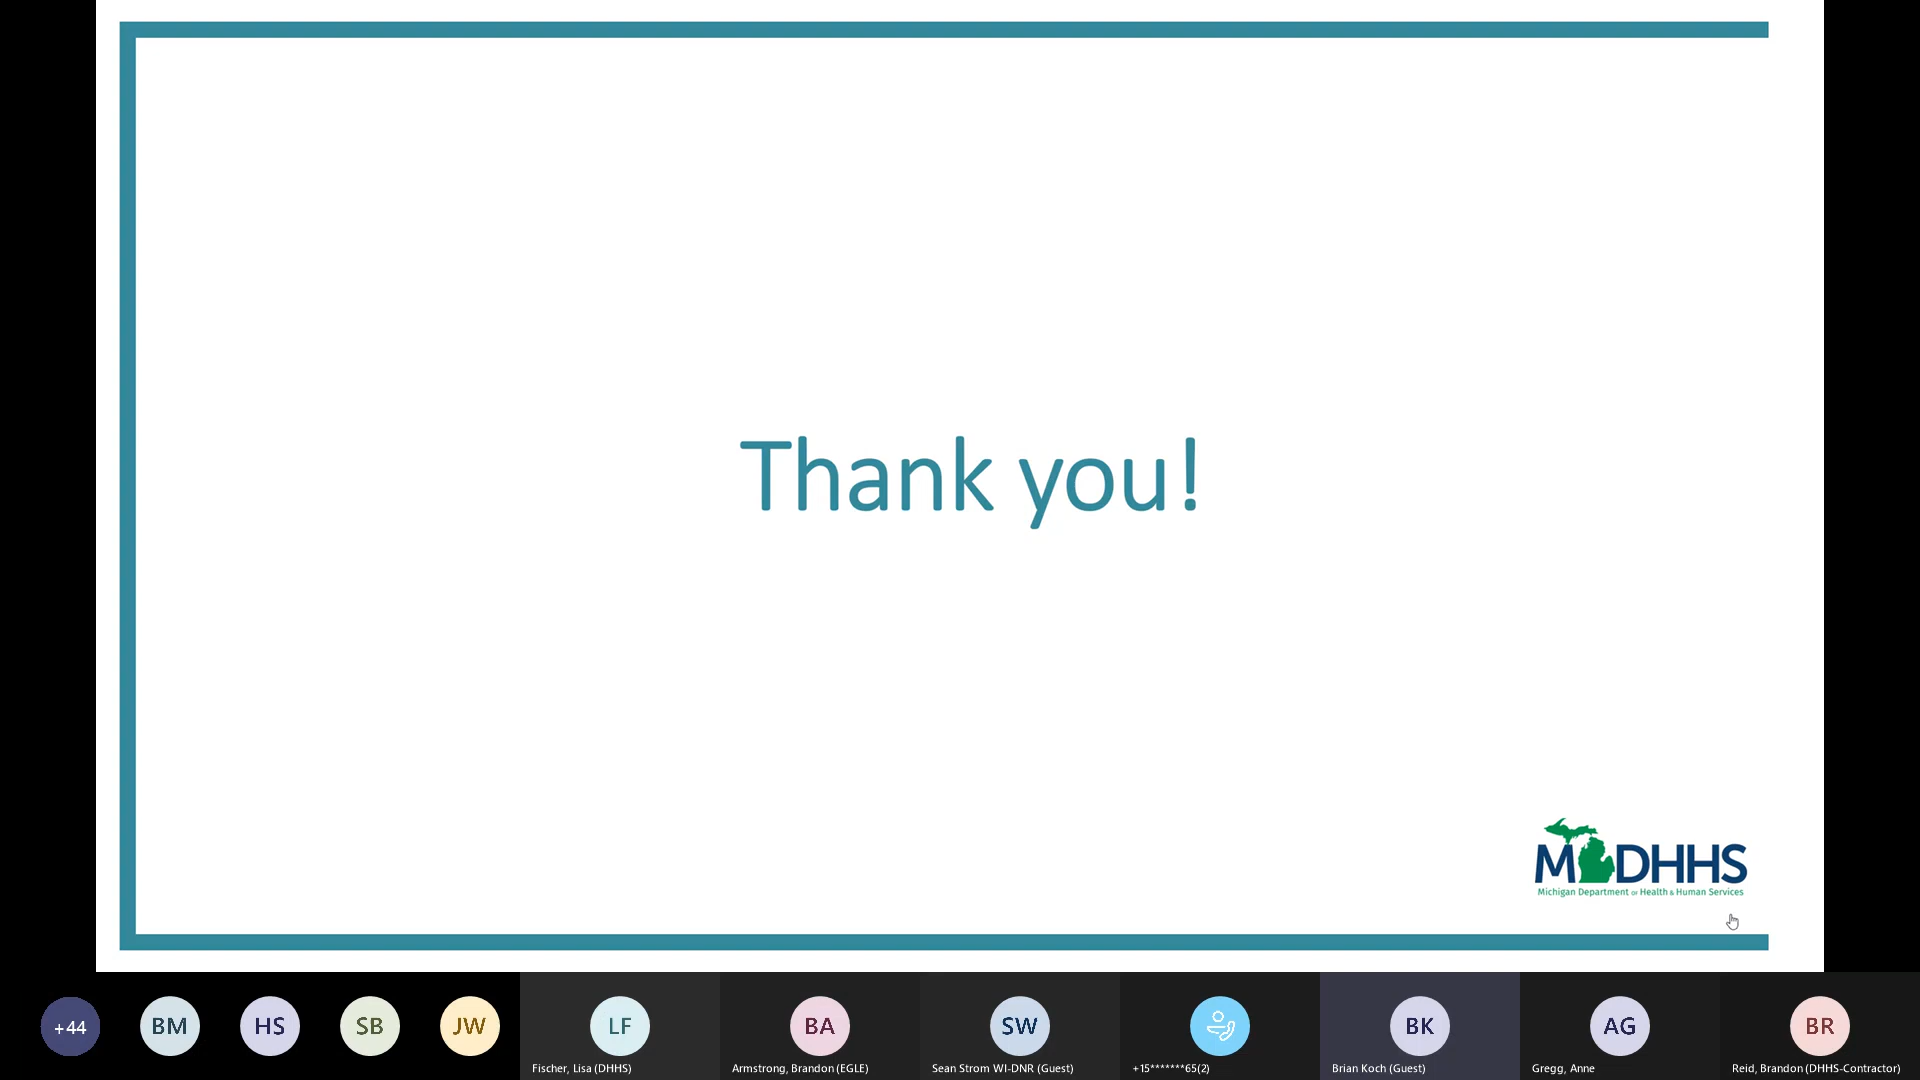 Thank you!
MDHHS
Michigan Department of Health & Human Services
+44
BM
HS
SB
JW
LF
BA
SW
BK
AG
BR
Fischer, Lisa (DHHS)
Armstrong, Brandon (EGLE)
Sean Strom WI-DNR (Guest)
+15*******65(2)
Brian Koch (Guest)
Gregg, Anne
Reid, Brandon (DHHS-Contractor)